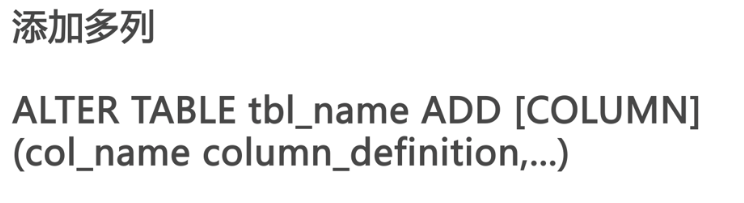 添加多列
ALTER TABLE tbl_name ADD [COLUMN]
(col_name column_definition,...)